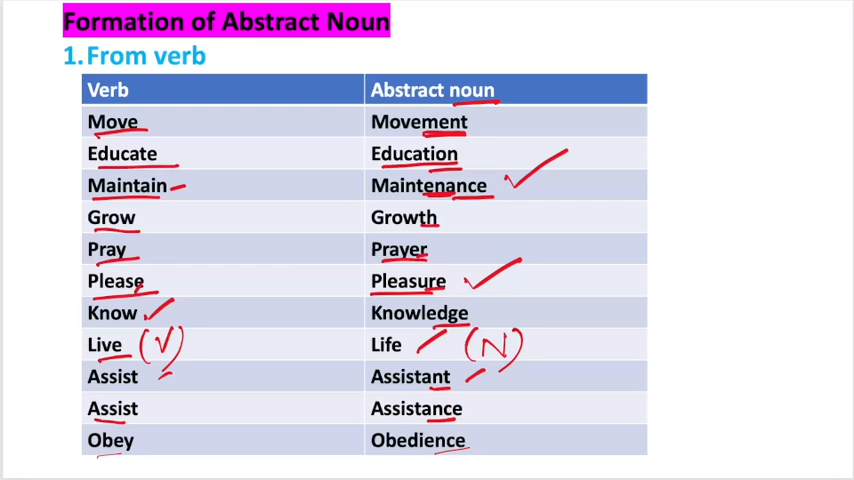 Formation of Abstract Noun
1.From verb
Verb Abstract noun
Move Movement
Educate Education
Maintain Maintenance
Grow Growth
Pray Prayer
Please Pleasure
Know Knowledge
Live (V) Life (N)
Assist Assistant
Assist Assistance
Obey Obedience